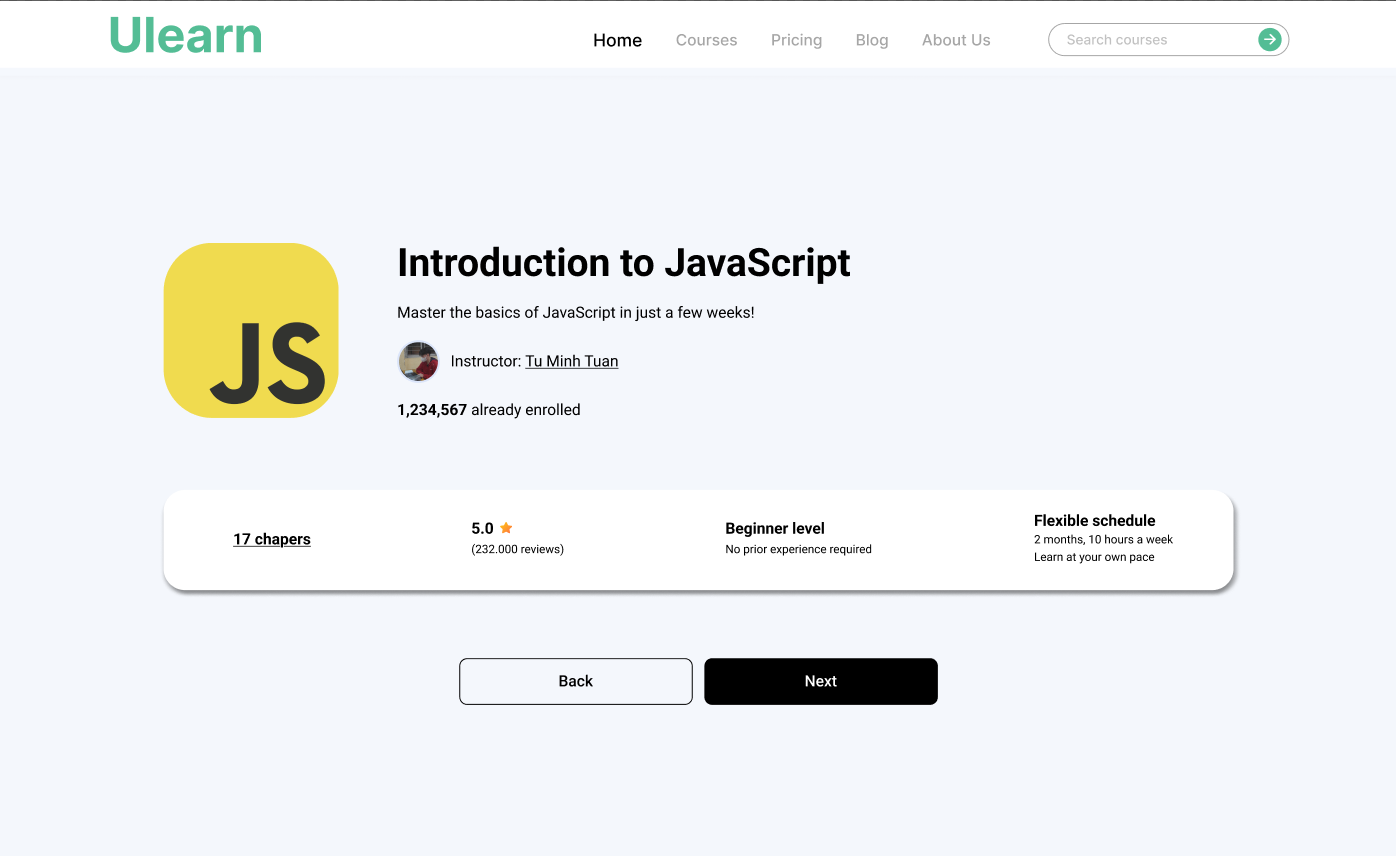 Ulearn
Home Courses Pricing Blog About Us Search courses
JS
Introduction to JavaScript
Master the basics of JavaScript in just a few weeks!
Instructor: Tu Minh Tuan
1,234,567 already enrolled
17 chapers
5.0
(232.000 reviews)
Beginner level
No prior experience required
Flexible schedule
2 months, 10 hours a week
Learn at your own pace
Back
Next